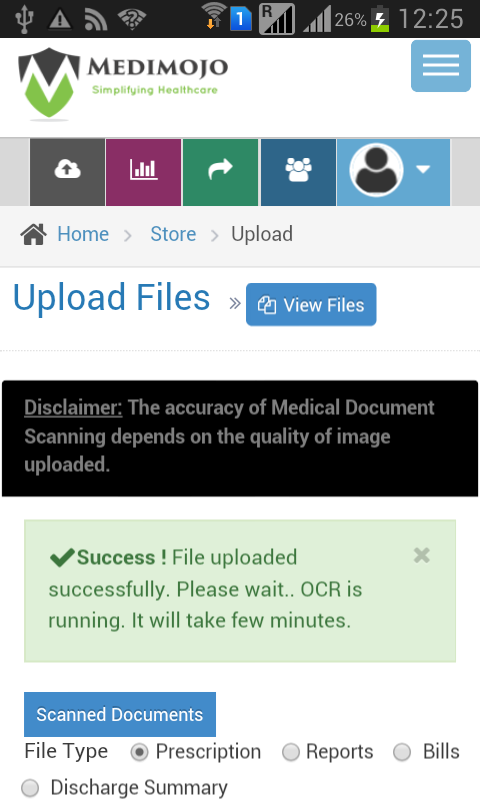 R 1 26% 12:25
MEDIMOJO
Simplifying Healthcare
Home > Store > Upload
Upload Files » View Files
Disclaimer: The accuracy of Medical Document
Scanning depends on the quality of image
uploaded.
Success ! File uploaded ×
successfully. Please wait.. OCR is
running. It will take few minutes.
Scanned Documents
File Type Prescription Reports Bills
Discharge Summary